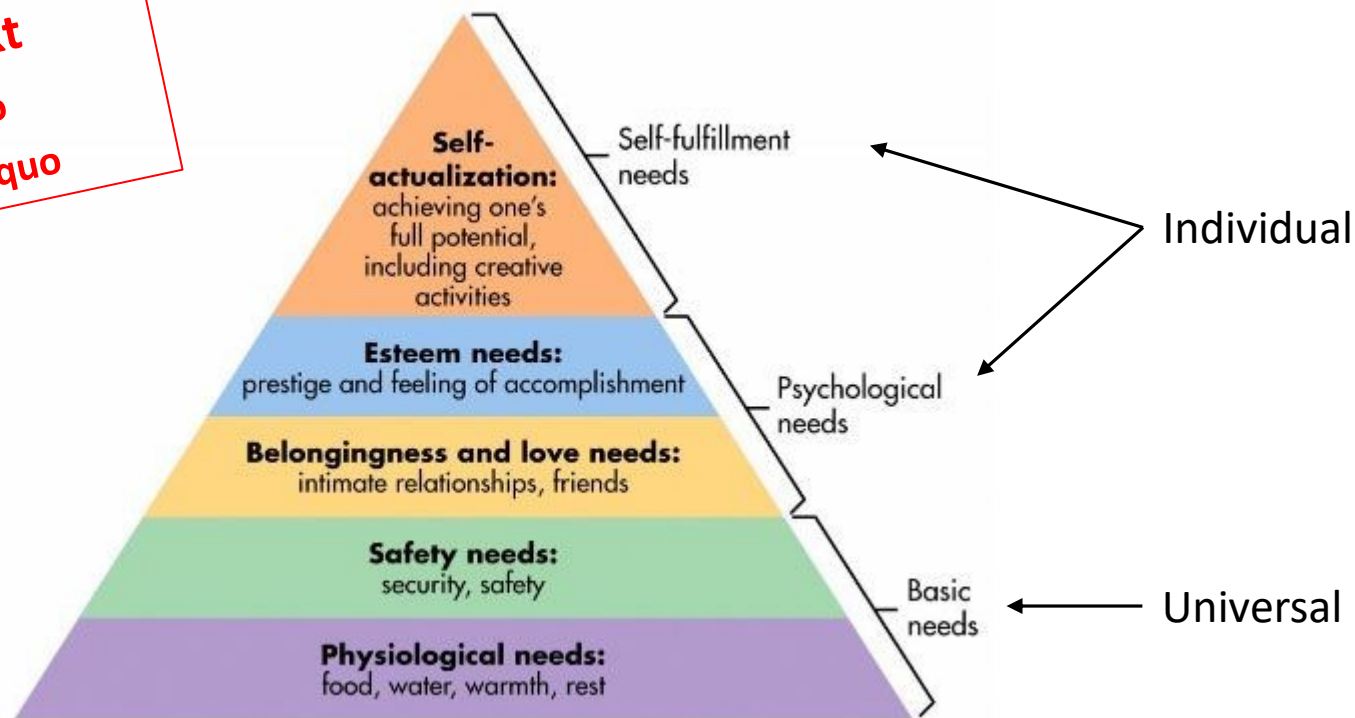 quo
Self-
actualization:
achieving one's
full potential,
including creative
activities
Esteem needs:
prestige and feeling of accomplishment
Belongingness and love needs:
intimate relationships, friends
Safety needs:
security, safety
Physiological needs:
food, water, warmth, rest
Self-fulfillment
needs
Psychological
needs
Basic
needs
Individual
Universal